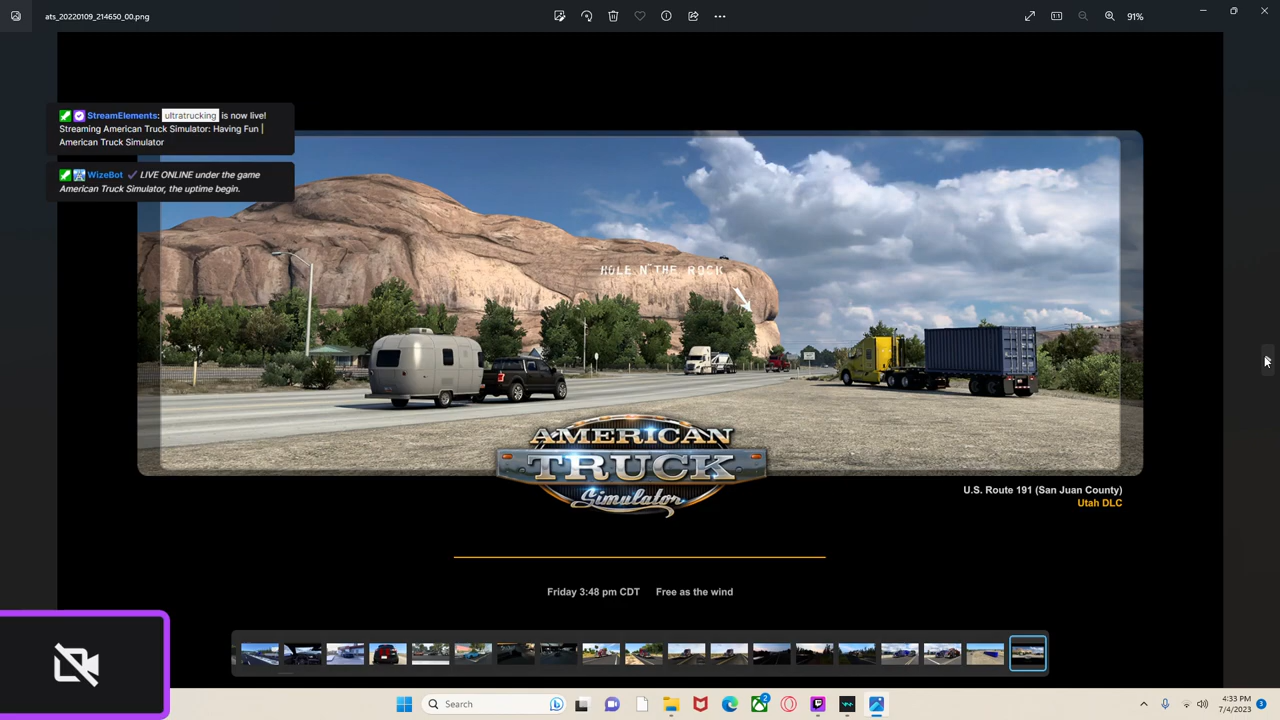 ats_20220109_214650_00.png
91%
StreamElements: ultratrucking is now live!
Streaming American Truck Simulator: Having Fun |
American Truck Simulator
WizeBot ✓ LIVE ONLINE under the game
American Truck Simulator, the uptime begin.
HOLE N" THE ROCK
AMERICAN
TRUCK
Simulator
U.S. Route 191 (San Juan County)
Utah DLC
Friday 3:48 pm CDT Free as the wind
Search
2
4:33 PM
7/4/2023
3